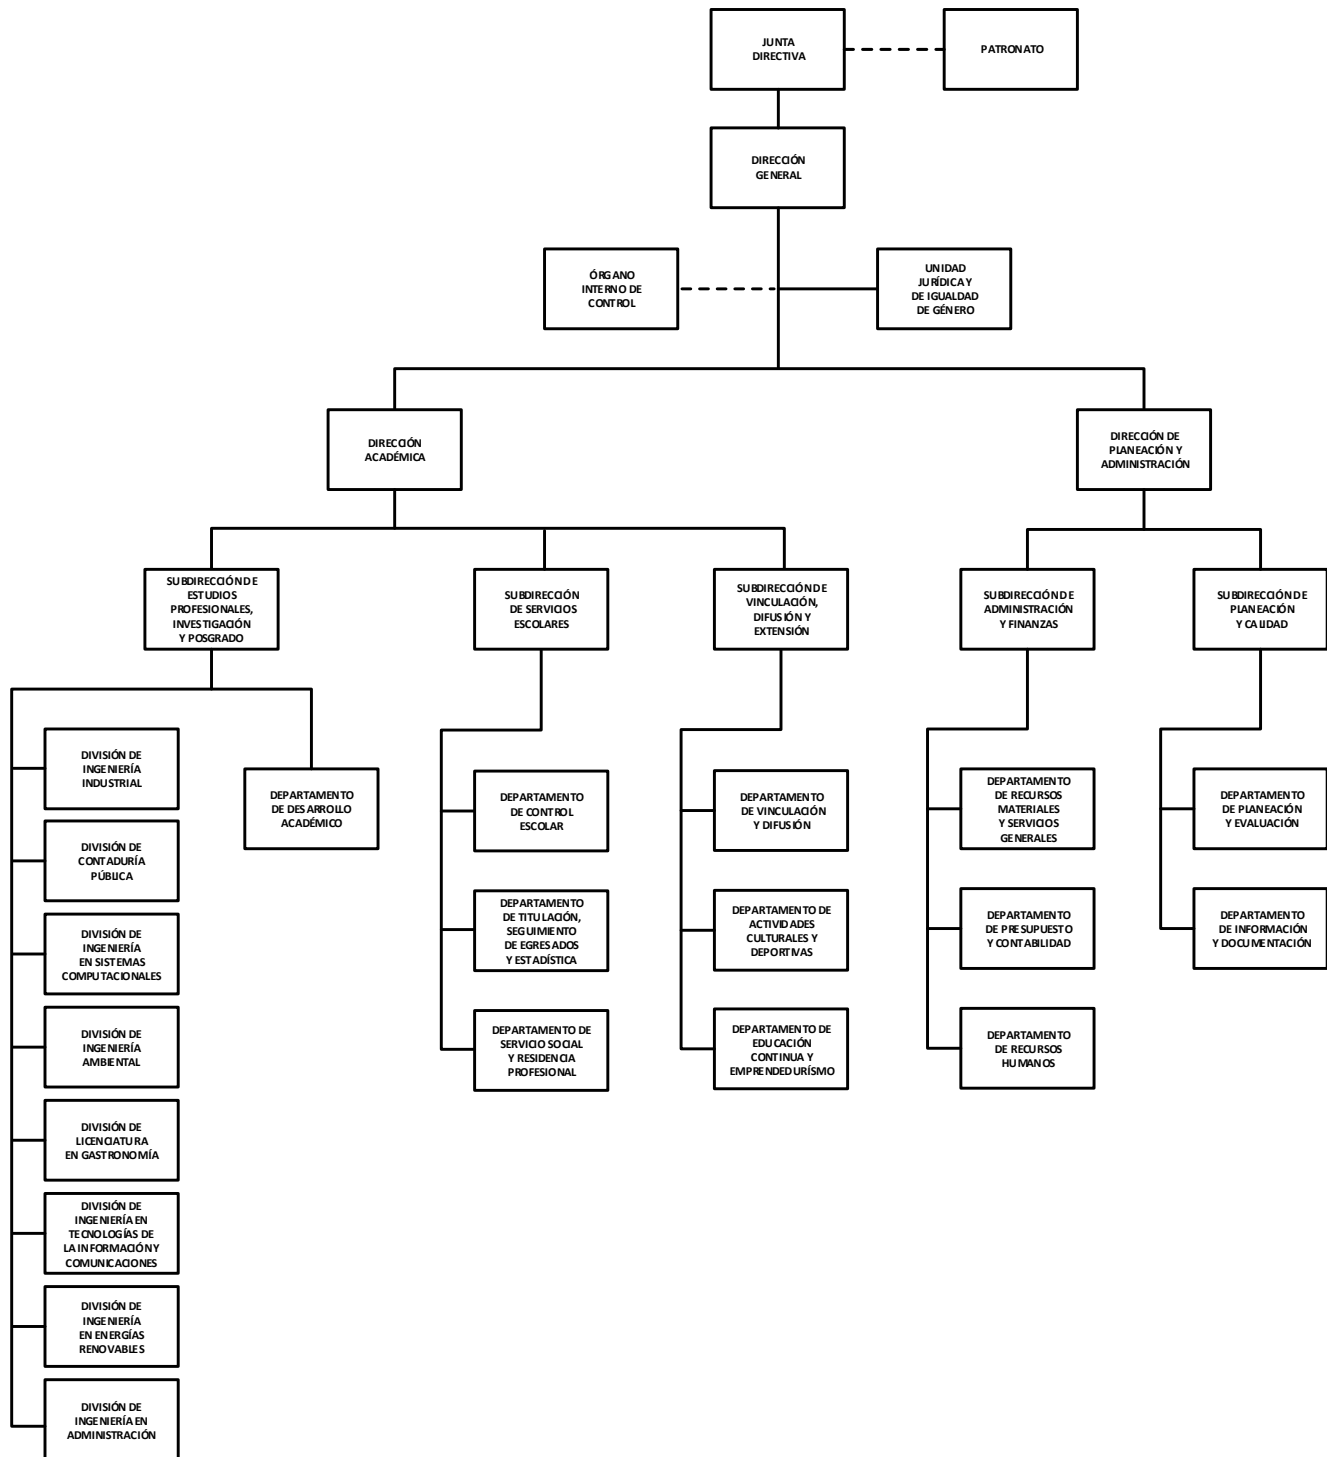 JUNTA
DIRECTIVA
PATRONATO
DIRECCIÓN
GENERAL
ÓRGANO
INTERNO DE
CONTROL
UNIDAD
JURÍDICA Y
DE IGUALDAD
DE GÉNERO
DIRECCIÓN
ACADÉMICA
DIRECCIÓN DE
PLANEACIÓN Y
ADMINISTRACIÓN
SUBDIRECCIÓN DE
ESTUDIOS
PROFESIONALES,
INVESTIGACIÓN
Y POSGRADO
SUBDIRECCIÓN
DE SERVICIOS
ESCOLARES
SUBDIRECCIÓN DE
VINCULACIÓN,
DIFUSIÓN Y
EXTENSIÓN
SUBDIRECCIÓN DE
ADMINISTRACIÓN
Y FINANZAS
SUBDIRECCIÓN DE
PLANEACIÓN
Y CALIDAD
DIVISIÓN DE
INGENIERÍA
INDUSTRIAL
DIVISIÓN DE
CONTADURÍA
PÚBLICA
DIVISIÓN DE
INGENIERÍA
EN SISTEMAS
COMPUTACIONALES
DIVISIÓN DE
INGENIERÍA
AMBIENTAL
DIVISIÓN DE
LICENCIATURA
EN GASTRONOMÍA
DIVISIÓN DE
INGENIERÍA EN
TECNOLOGÍAS DE
LA INFORMACIÓN Y
COMUNICACIONES
DIVISIÓN DE
INGENIERÍA
EN ENERGÍAS
RENOVABLES
DIVISIÓN DE
INGENIERÍA EN
ADMINISTRACIÓN
DEPARTAMENTO
DE DESARROLLO
ACADÉMICO
DEPARTAMENTO
DE CONTROL
ESCOLAR
DEPARTAMENTO
DE TITULACIÓN,
SEGUIMIENTO
DE EGRESADOS
Y ESTADÍSTICA
DEPARTAMENTO DE
SERVICIO SOCIAL
Y RESIDENCIA
PROFESIONAL
DEPARTAMENTO
DE VINCULACIÓN
Y DIFUSIÓN
DEPARTAMENTO DE
ACTIVIDADES
CULTURALES Y
DEPORTIVAS
DEPARTAMENTO DE
EDUCACIÓN
CONTINUA Y
EMPRENDEDURÍSMO
DEPARTAMENTO
DE RECURSOS
MATERIALES
Y SERVICIOS
GENERALES
DEPARTAMENTO
DE PRESUPUESTO
Y CONTABILIDAD
DEPARTAMENTO
DE RECURSOS
HUMANOS
DEPARTAMENTO
DE PLANEACIÓN
Y EVALUACIÓN
DEPARTAMENTO
DE INFORMACIÓN
Y DOCUMENTACIÓN